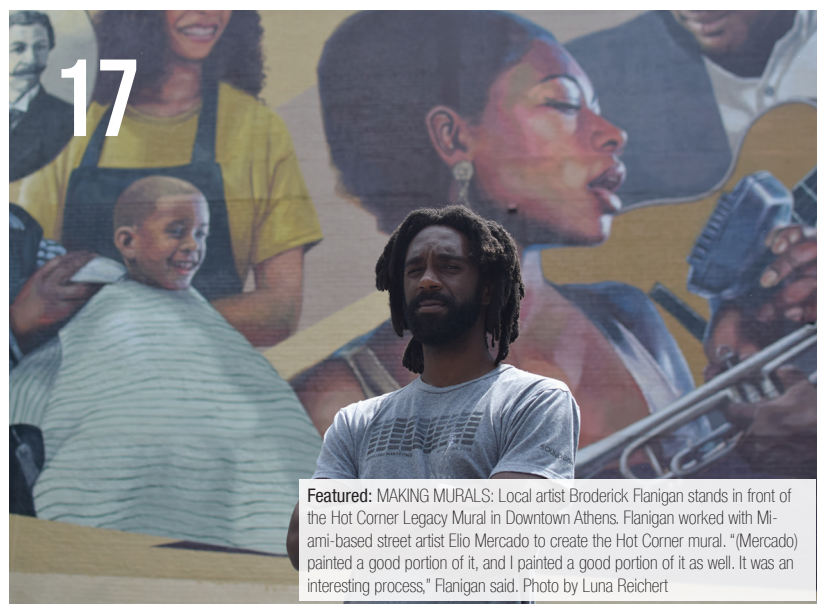 17
Featured: MAKING MURALS: Local artist Broderick Flanigan stands in front of
the Hot Corner Legacy Mural in Downtown Athens. Flanigan worked with Mi-
ami-based street artist Elio Mercado to create the Hot Corner mural. “(Mercado)
painted a good portion of it, and I painted a good portion of it as well. It was an
interesting process,” Flanigan said. Photo by Luna Reichert